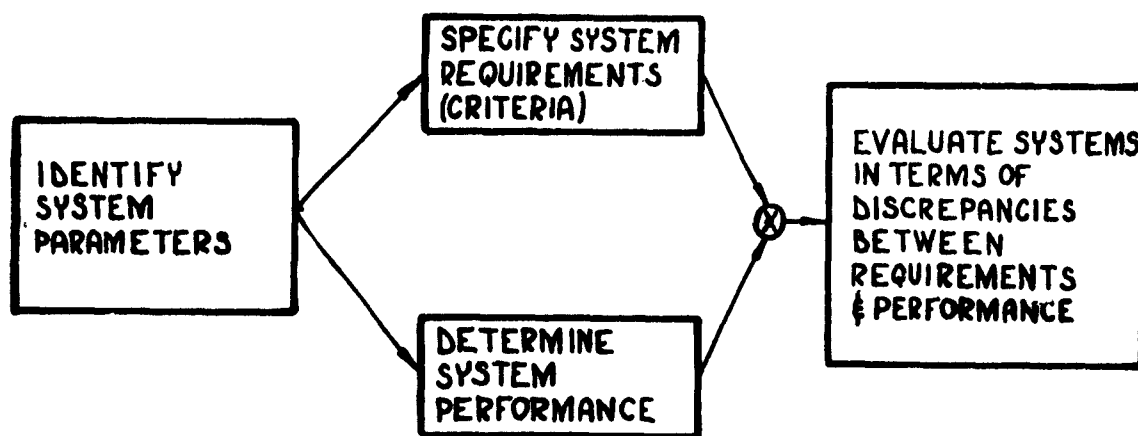 IDENTIFY
SYSTEM
PARAMETERS
SPECIFY SYSTEM
REQUIREMENTS
(CRITERIA)
DETERMINE
SYSTEM
PERFORMANCE
X
EVALUATE SYSTEMS
IN TERMS OF
DISCREPANCIES
BETWEEN
REQUIREMENTS
& PERFORMANCE